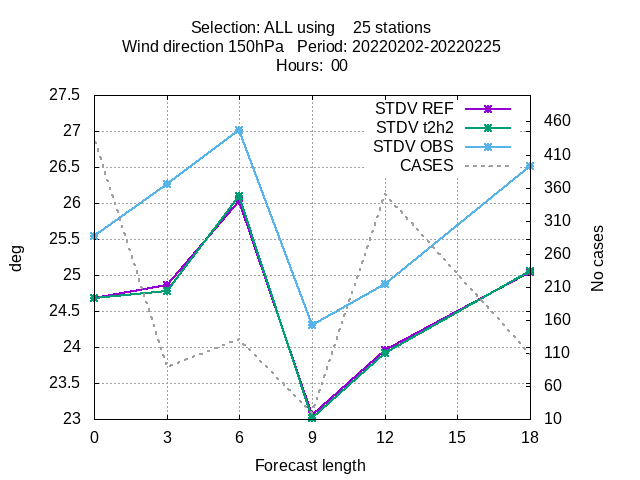 Selection: ALL using    25 stations
Wind direction 150hPa   Period: 20220202-20220225
Hours:  00
STDV REF
STDV t2h2
STDV OBS
CASES
27.5
27
26.5
26
25.5
25
24.5
24
23.5
23
deg
460
410
360
310
260
210
160
110
60
10
No cases
0 3 6 9 12 15 18
Forecast length